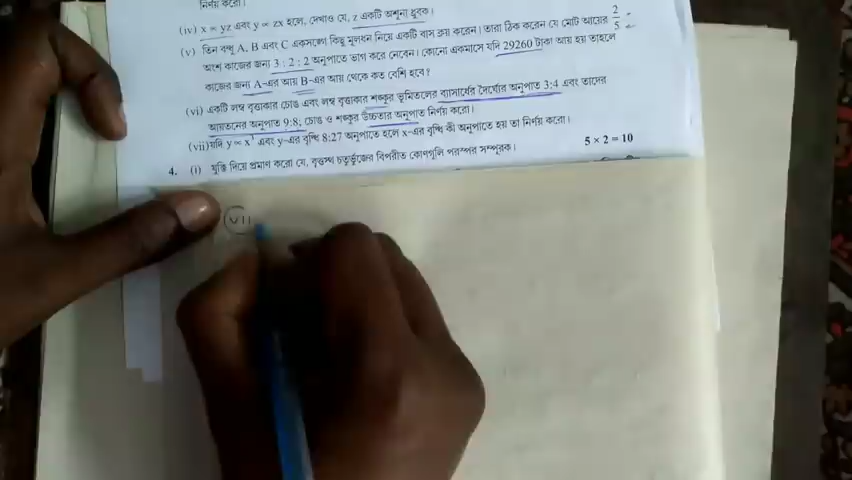 নির্ণয় করো।
(iv) x ∝ yz এবং y ∝ zx হলে, দেখাও যে, z একটি অশূন্য ধ্রুবক।
(v) তিন বন্ধু A, B এবং C একসঙ্গে কিছু মূলধন নিয়ে একটি বাস ক্রয় করেন। তারা ঠিক করেন যে মোট আয়ের 2/5
অংশ কাজের জন্য 3 : 2 : 2 অনুপাতে ভাগ করে নেবেন। কোনো একমাসে যদি 29260 টাকা আয় হয় তাহলে
কাজের জন্য A-এর আয় B-এর আয় থেকে কত বেশি হবে?
(vi) একটি লম্ব বৃত্তাকার চোঙ এবং লম্ব বৃত্তাকার শঙ্কুর ভূমিতলের ব্যাসার্ধের দৈর্ঘ্যের অনুপাত 3:4 এবং তাদের
আয়তনের অনুপাত 9:8; চোঙ ও শঙ্কুর উচ্চতার অনুপাত নির্ণয় করো।
(vii) যদি y ∝ x³ এবং y-এর বৃদ্ধি 8:27 অনুপাতে হলে x-এর বৃদ্ধি কী অনুপাতে হয় তা নির্ণয় করো।
4. (i) যুক্তি দিয়ে প্রমাণ করো যে, বৃত্তস্থ চতুর্ভুজের বিপরীত কোণগুলি পরস্পর সম্পূরক। 5 × 2 = 10
(vii